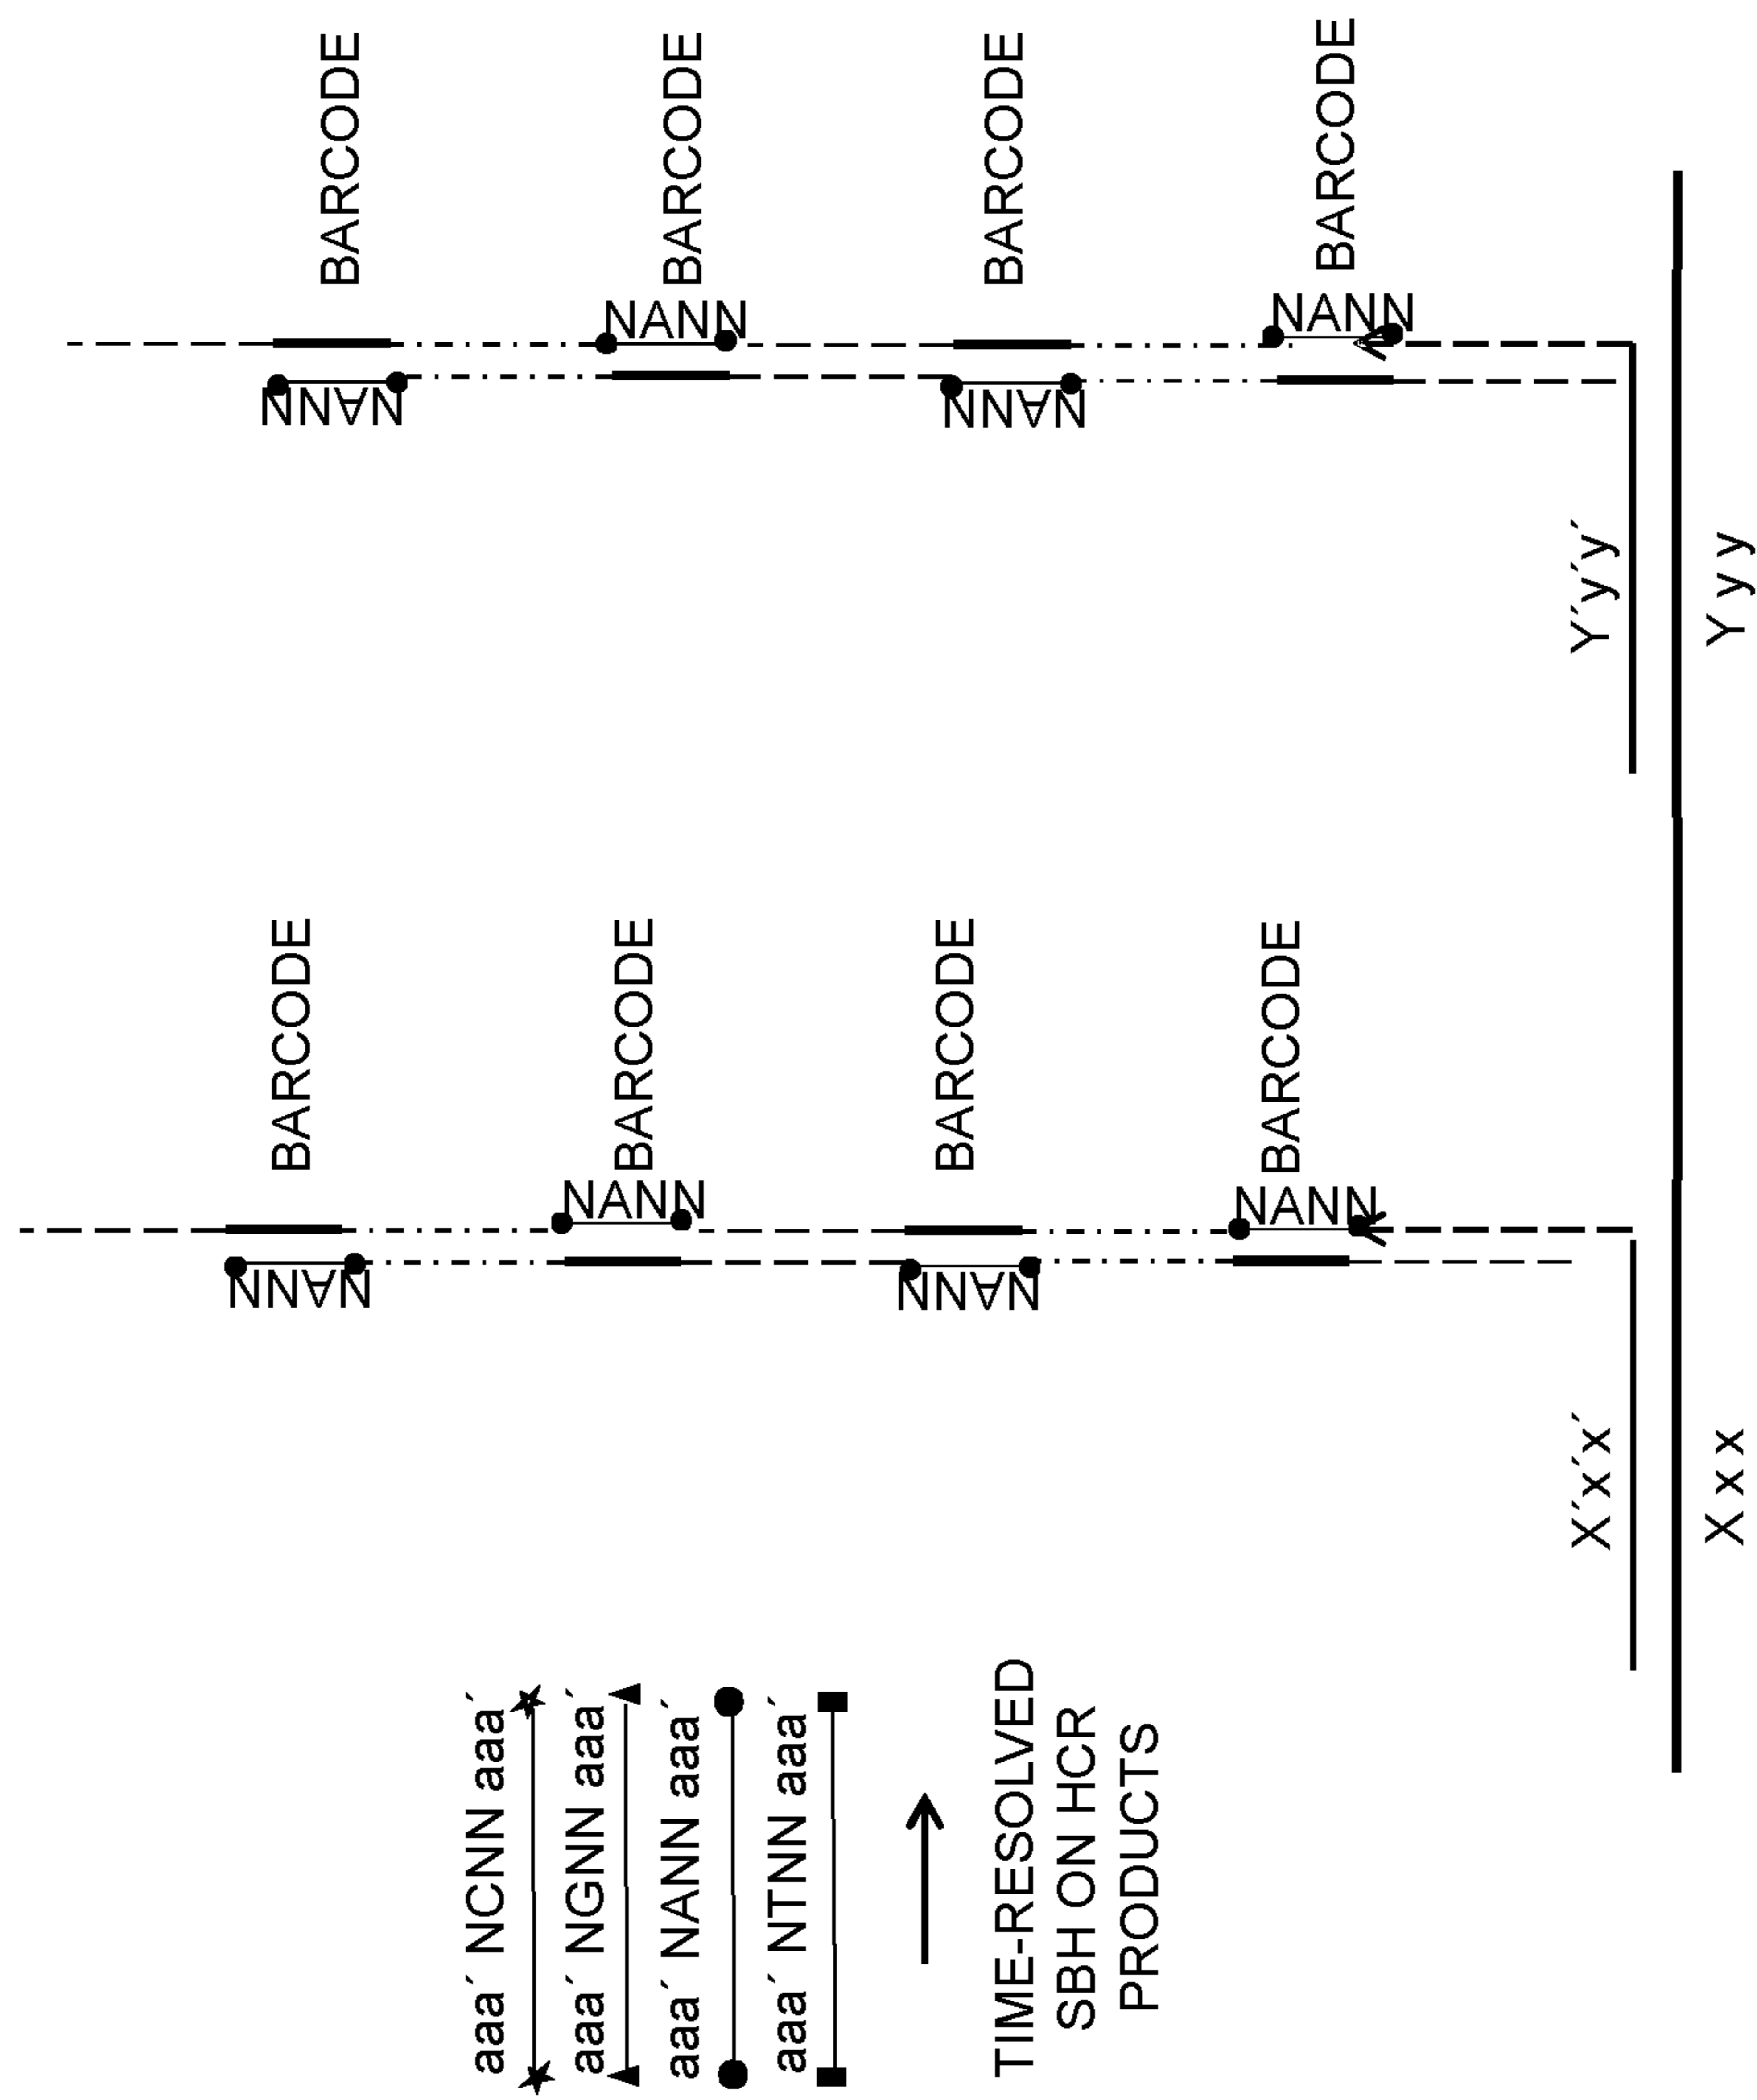 aaa´ NCNN aaa´
aaa´ NGNN aaa´
aaa´ NANN aaa´
aaa´ NTNN aaa´
TIME-RESOLVED
SBH ON HCR
PRODUCTS
NANN
BARCODE
NANN
BARCODE
NANN
BARCODE
NANN
BARCODE
X´x´x´
X x x
NANN
BARCODE
NANN
BARCODE
NANN
BARCODE
NANN
BARCODE
Y´y´y´
Y y y